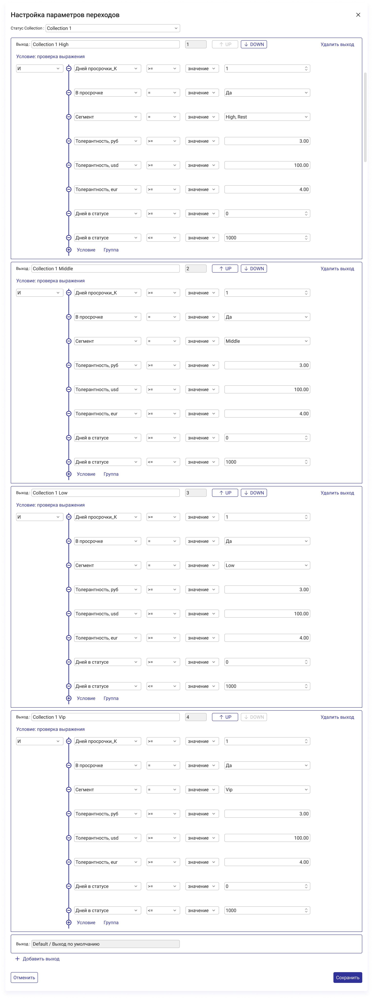 Настройка параметров переходов
Статус Collection : Collection 1
Выход : Collection 1 High 1 UP DOWN Удалить выход
Условие: проверка выражения
И Дней просрочки_К >= значение 1
В просрочке = значение Да
Сегмент = значение High, Rest
Толерантность, руб >= значение 3.00
Толерантность, usd >= значение 100.00
Толерантность, eur >= значение 4.00
Дней в статусе >= значение 0
Дней в статусе <= значение 1000
Условие Группа
Выход : Collection 1 Middle 2 UP DOWN Удалить выход
Условие: проверка выражения
И Дней просрочки_К >= значение 1
В просрочке = значение Да
Сегмент = значение Middle
Толерантность, руб >= значение 3.00
Толерантность, usd >= значение 100.00
Толерантность, eur >= значение 4.00
Дней в статусе >= значение 0
Дней в статусе <= значение 1000
Условие Группа
Выход : Collection 1 Low 3 UP DOWN Удалить выход
Условие: проверка выражения
И Дней просрочки_К >= значение 1
В просрочке = значение Да
Сегмент = значение Low
Толерантность, руб >= значение 3.00
Толерантность, usd >= значение 100.00
Толерантность, eur >= значение 4.00
Дней в статусе >= значение 0
Дней в статусе <= значение 1000
Условие Группа
Выход : Collection 1 Vip 4 UP DOWN Удалить выход
Условие: проверка выражения
И Дней просрочки_К >= значение 1
В просрочке = значение Да
Сегмент = значение Vip
Толерантность, руб >= значение 3.00
Толерантность, usd >= значение 100.00
Толерантность, eur >= значение 4.00
Дней в статусе >= значение 0
Дней в статусе <= значение 1000
Условие Группа
Выход : Default / Выход по умолчанию
Добавить выход
Отменить Сохранить